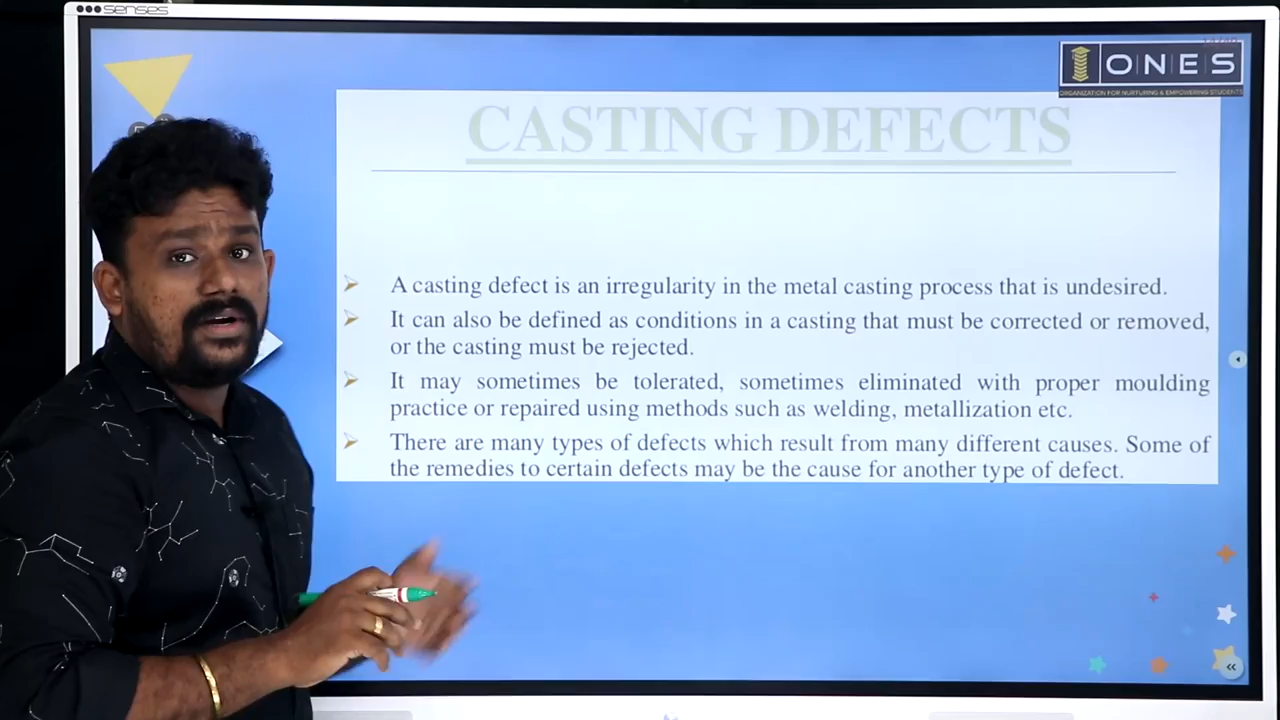 senses
ONES
ORGANIZATION FOR NURTURING & EMPOWERING STUDENTS
CASTING DEFECTS
A casting defect is an irregularity in the metal casting process that is undesired.
It can also be defined as conditions in a casting that must be corrected or removed,
or the casting must be rejected.
It may sometimes be tolerated, sometimes eliminated with proper moulding
practice or repaired using methods such as welding, metallization etc.
There are many types of defects which result from many different causes. Some of
the remedies to certain defects may be the cause for another type of defect.